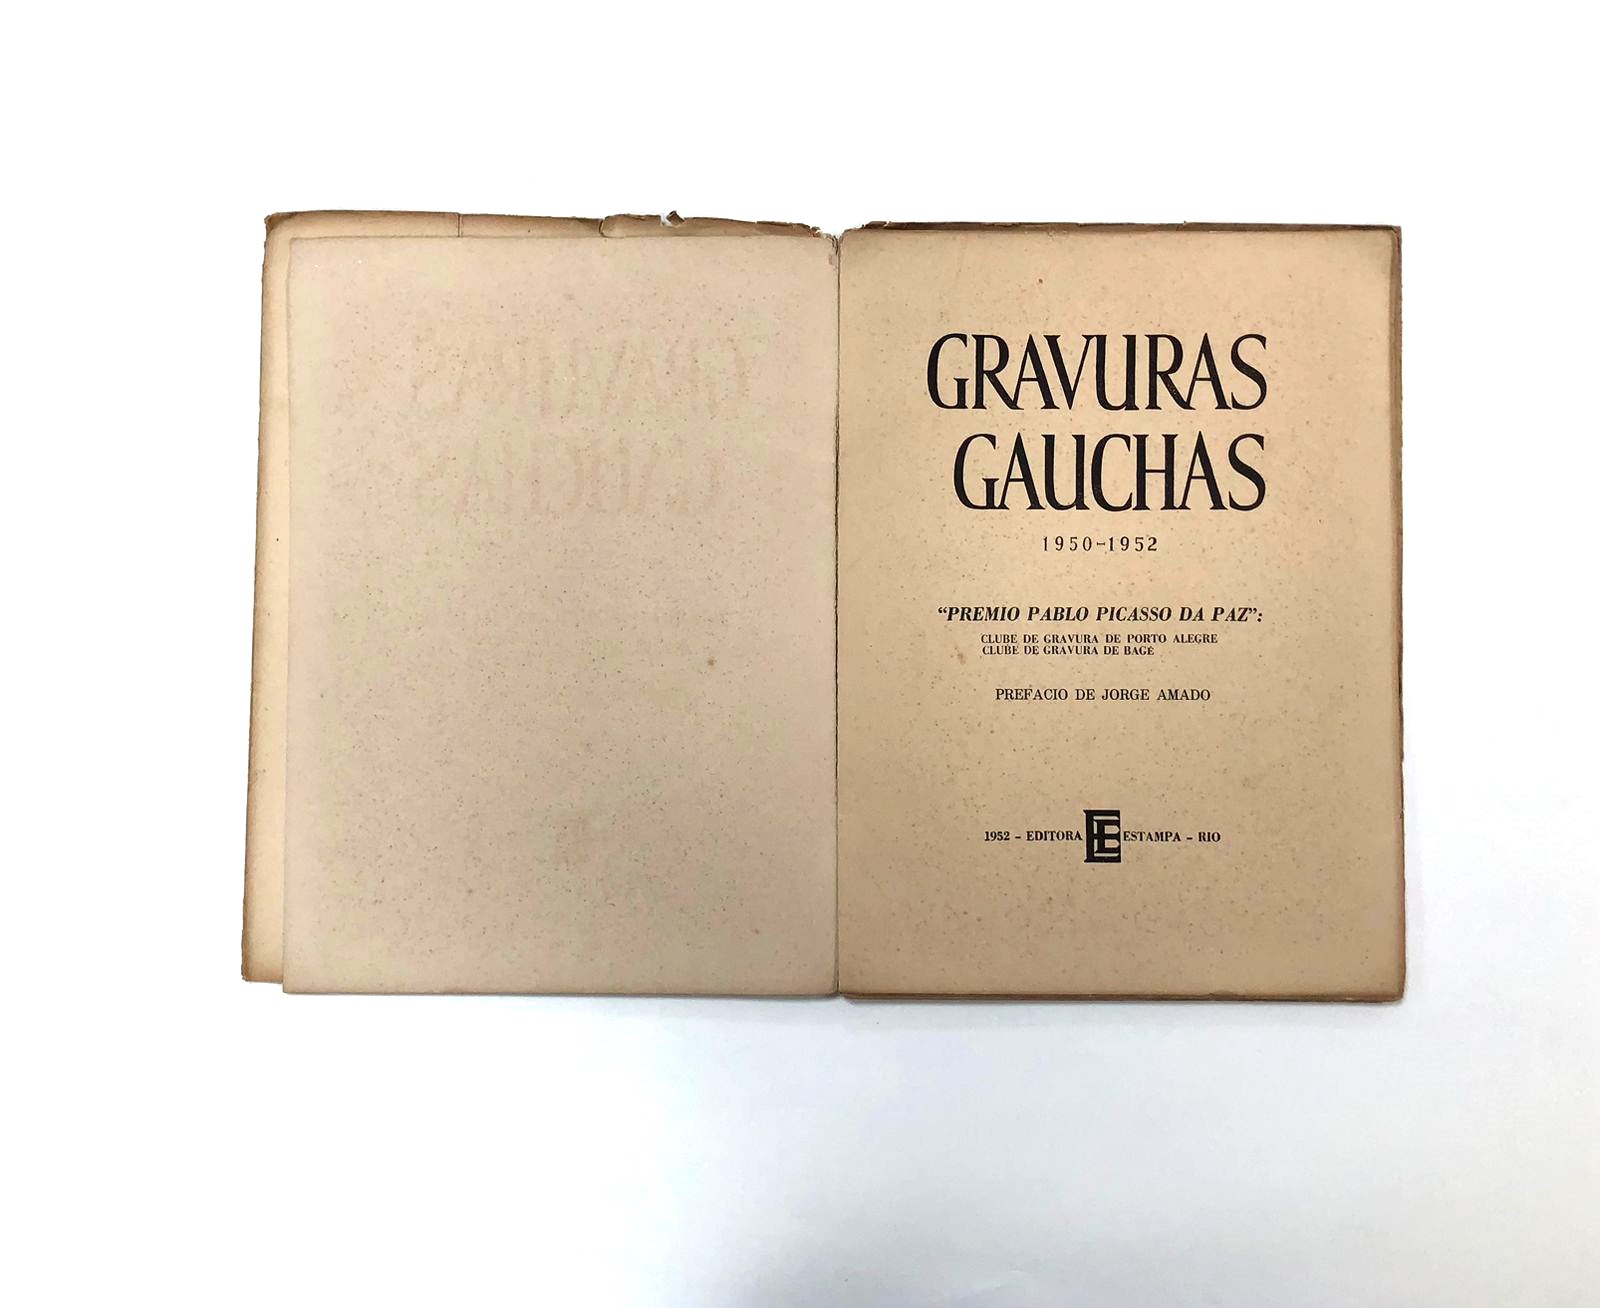 GRAVURAS
GAUCHAS
1950-1952
“PREMIO PABLO PICASSO DA PAZ”:
CLUBE DE GRAVURA DE PORTO ALEGRE
CLUBE DE GRAVURA DE BAGÉ
PREFACIO DE JORGE AMADO
1952 – EDITORA EE ESTAMPA – RIO